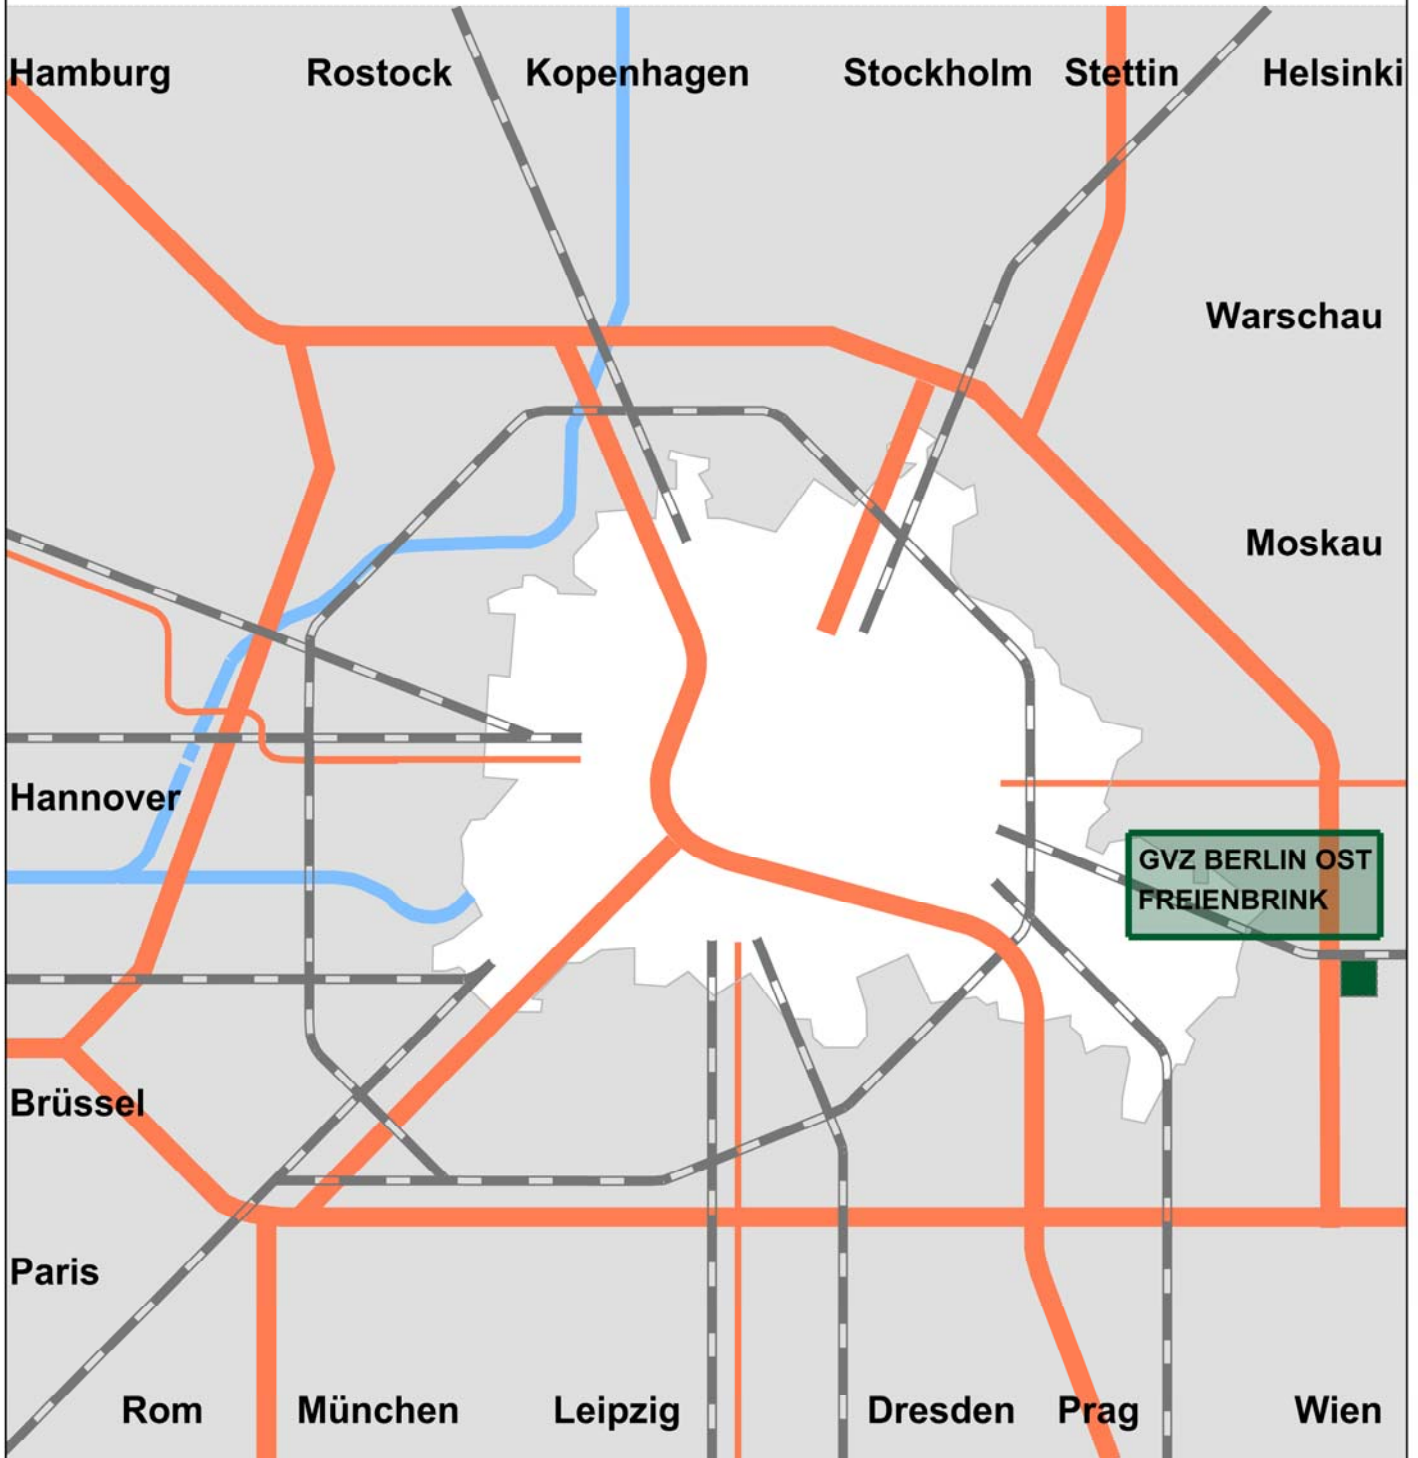 Hamburg Rostock Kopenhagen Stockholm Stettin Helsinki
Warschau
Moskau
Hannover
GVZ BERLIN OST
FREIENBRINK
Brüssel
Paris
Rom München Leipzig Dresden Prag Wien